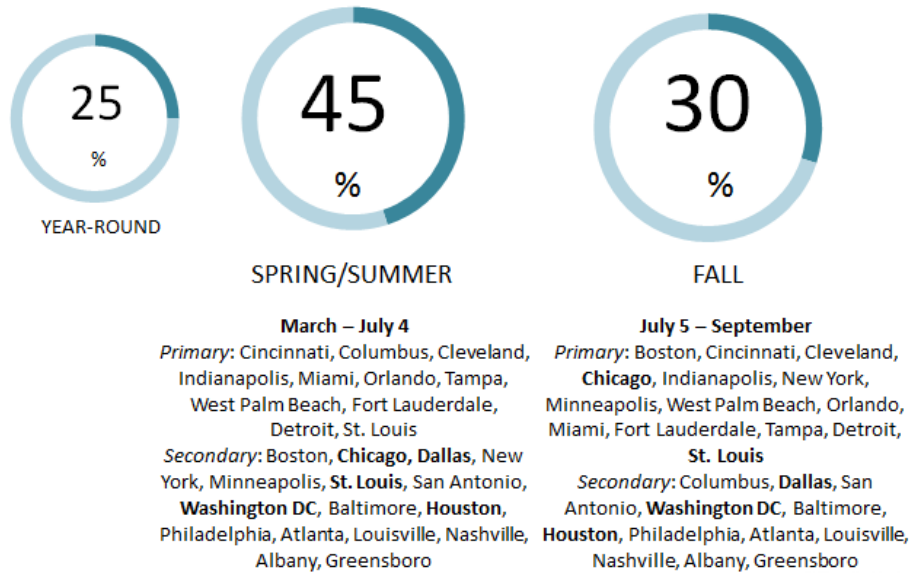 25
%
YEAR-ROUND
45
%
SPRING/SUMMER
March – July 4
Primary: Cincinnati, Columbus, Cleveland,
Indianapolis, Miami, Orlando, Tampa,
West Palm Beach, Fort Lauderdale,
Detroit, St. Louis
Secondary: Boston, Chicago, Dallas, New
York, Minneapolis, St. Louis, San Antonio,
Washington DC, Baltimore, Houston,
Philadelphia, Atlanta, Louisville, Nashville,
Albany, Greensboro
30
%
FALL
July 5 – September
Primary: Boston, Cincinnati, Cleveland,
Chicago, Indianapolis, New York,
Minneapolis, West Palm Beach, Orlando,
Miami, Fort Lauderdale, Tampa, Detroit,
St. Louis
Secondary: Columbus, Dallas, San
Antonio, Washington DC, Baltimore,
Houston, Philadelphia, Atlanta, Louisville,
Nashville, Albany, Greensboro